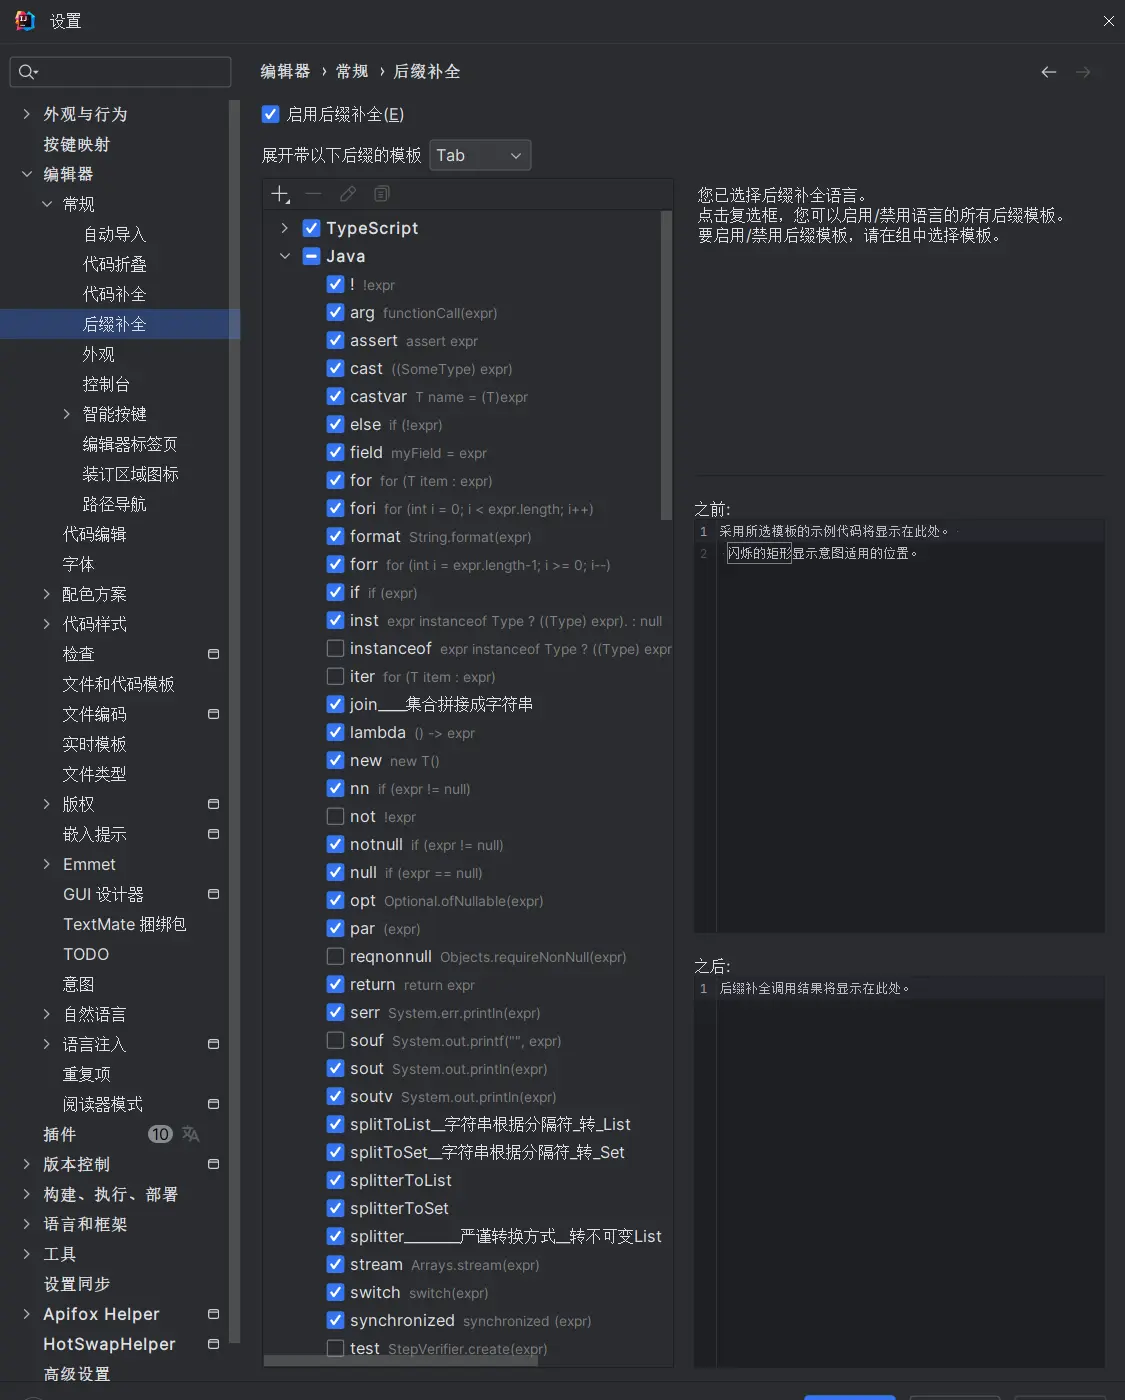 设置
编辑器 › 常规 › 后缀补全
外观与行为
按键映射
编辑器
常规
自动导入
代码折叠
代码补全
后缀补全
外观
控制台
智能按键
编辑器标签页
装订区域图标
路径导航
代码编辑
字体
配色方案
代码样式
检查
文件和代码模板
文件编码
实时模板
文件类型
版权
嵌入提示
Emmet
GUI 设计器
TextMate 捆绑包
TODO
意图
自然语言
语言注入
重复项
阅读器模式
插件 10
版本控制
构建、执行、部署
语言和框架
工具
设置同步
Apifox Helper
HotSwapHelper
高级设置
启用后缀补全(E)
展开带以下后缀的模板 Tab
TypeScript
Java
! !expr
arg functionCall(expr)
assert assert expr
cast ((SomeType) expr)
castvar T name = (T)expr
else if (!expr)
field myField = expr
for for (T item : expr)
fori for (int i = 0; i < expr.length; i++)
format String.format(expr)
forr for (int i = expr.length-1; i >= 0; i--)
if if (expr)
inst expr instanceof Type ? ((Type) expr). : null
instanceof expr instanceof Type ? ((Type) expr
iter for (T item : expr)
join____集合拼接成字符串
lambda () -> expr
new new T()
nn if (expr != null)
not !expr
notnull if (expr != null)
null if (expr == null)
opt Optional.ofNullable(expr)
par (expr)
reqnonnull Objects.requireNonNull(expr)
return return expr
serr System.err.println(expr)
souf System.out.printf("", expr)
sout System.out.println(expr)
soutv System.out.println(expr)
splitToList__字符串根据分隔符_转_List
splitToSet__字符串根据分隔符_转_Set
splitterToList
splitterToSet
splitter________严谨转换方式__转不可变List
stream Arrays.stream(expr)
switch switch(expr)
synchronized synchronized (expr)
test StepVerifier.create(expr)
您已选择后缀补全语言。
点击复选框，您可以启用/禁用语言的所有后缀模板。
要启用/禁用后缀模板，请在组中选择模板。
之前:
1 采用所选模板的示例代码将显示在此处。
2 闪烁的矩形显示意图适用的位置。
之后:
1 后缀补全调用结果将显示在此处。